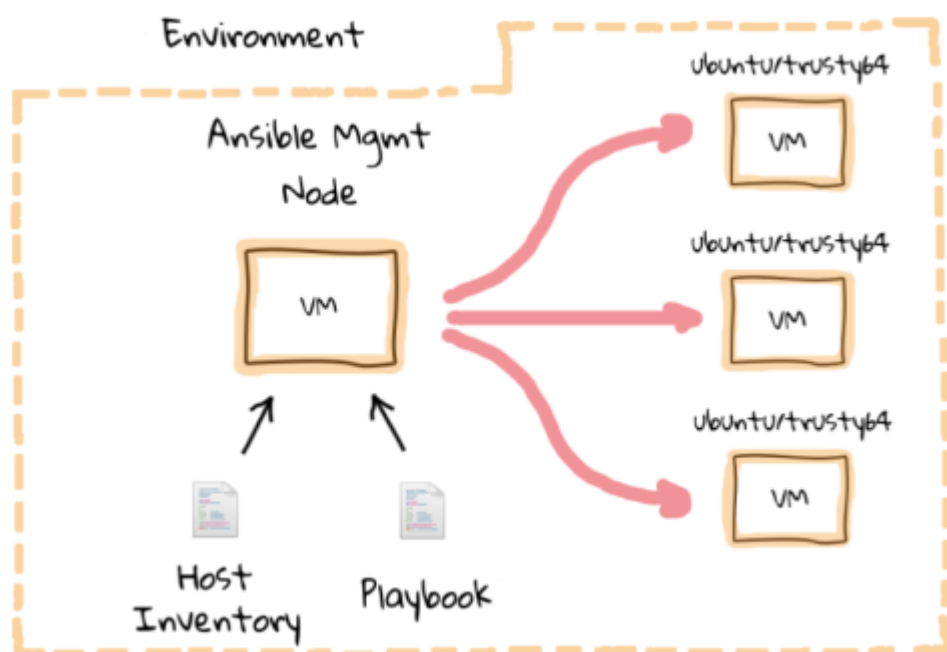 Environment
Ansible Mgmt
Node
VM
Host
Inventory
Playbook
ubuntu/trusty64
VM
ubuntu/trusty64
VM
ubuntu/trusty64
VM